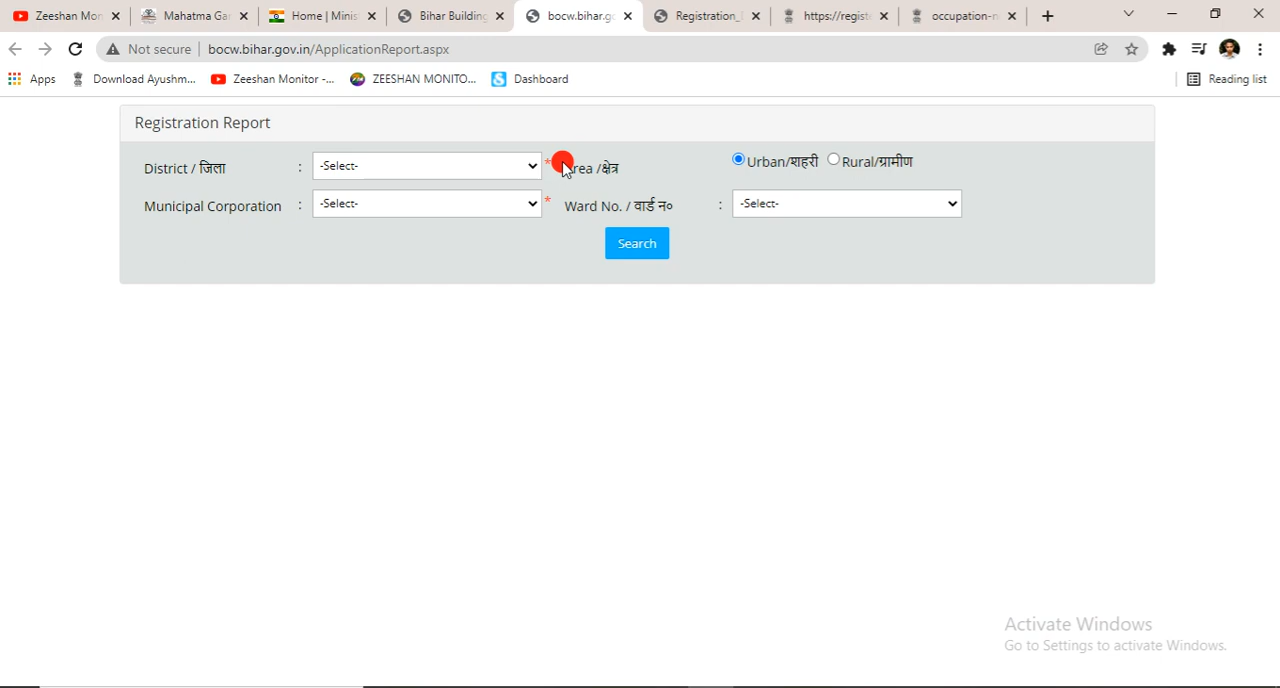 Zeeshan Mon
Mahatma Ga
Home | Minis
Bihar Building
bocw.bihar.go
Registration_
https://regist
occupation-n
Not secure | bocw.bihar.gov.in/ApplicationReport.aspx
Apps
Download Ayushm...
Zeeshan Monitor -...
ZEESHAN MONITO...
Dashboard
Reading list
Registration Report
District / जिला : -Select- * rea /क्षेत्र Urban/शहरी Rural/ग्रामीण
Municipal Corporation : -Select- * Ward No. / वार्ड न० : -Select-
Search
Activate Windows
Go to Settings to activate Windows.